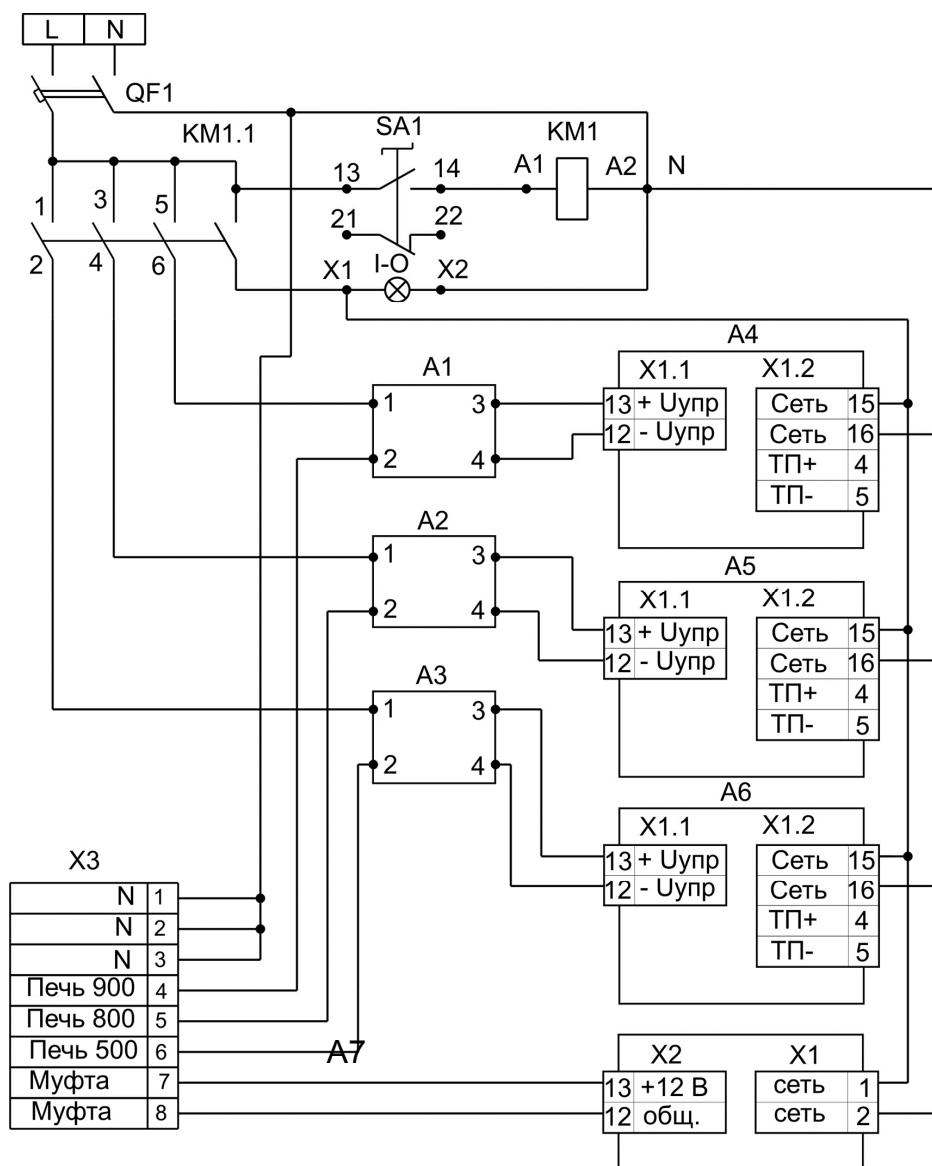 L N
QF1
KM1.1
SA1
KM1
13 14 A1 A2 N
1 3 5
21 22
2 4 6
I-O
X1 X2
A4
A1
X1.1 X1.2
1 3
13 + Uупр Сеть 15
12 - Uупр Сеть 16
2 4
ТП+ 4
ТП- 5
A2
A5
1 3
X1.1 X1.2
2 4
13 + Uупр Сеть 15
12 - Uупр Сеть 16
A3
ТП+ 4
1 3
ТП- 5
2 4
A6
X1.1 X1.2
X3
13 + Uупр Сеть 15
12 - Uупр Сеть 16
N 1
ТП+ 4
N 2
ТП- 5
N 3
Печь 900 4
Печь 800 5
Печь 500 6
A7
X2 X1
Муфта 7
13 +12 В сеть 1
Муфта 8
12 общ. сеть 2